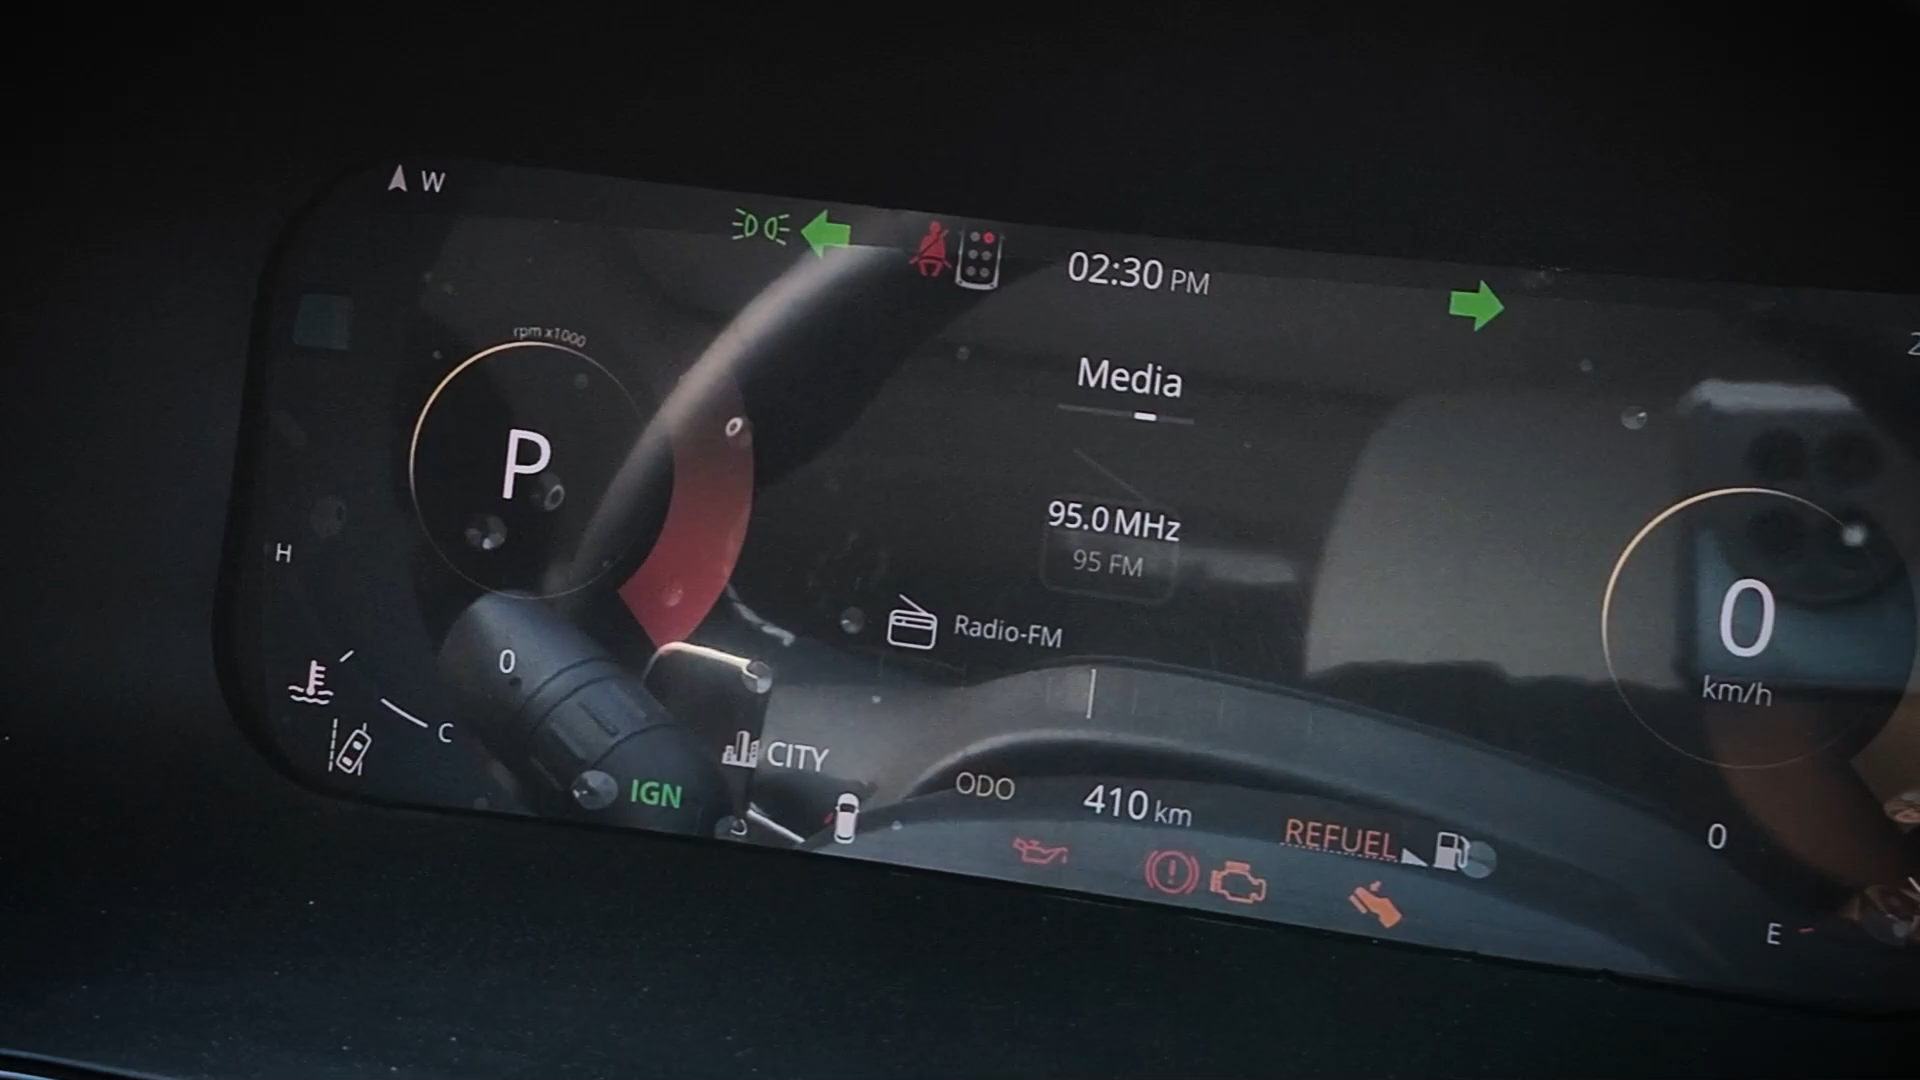 W
02:30 PM
rpm x1000
Media
P
95.0 MHz
95 FM
H
Radio-FM
0
km/h
0
C
CITY
IGN
ODO 410 km
REFUEL
0
E